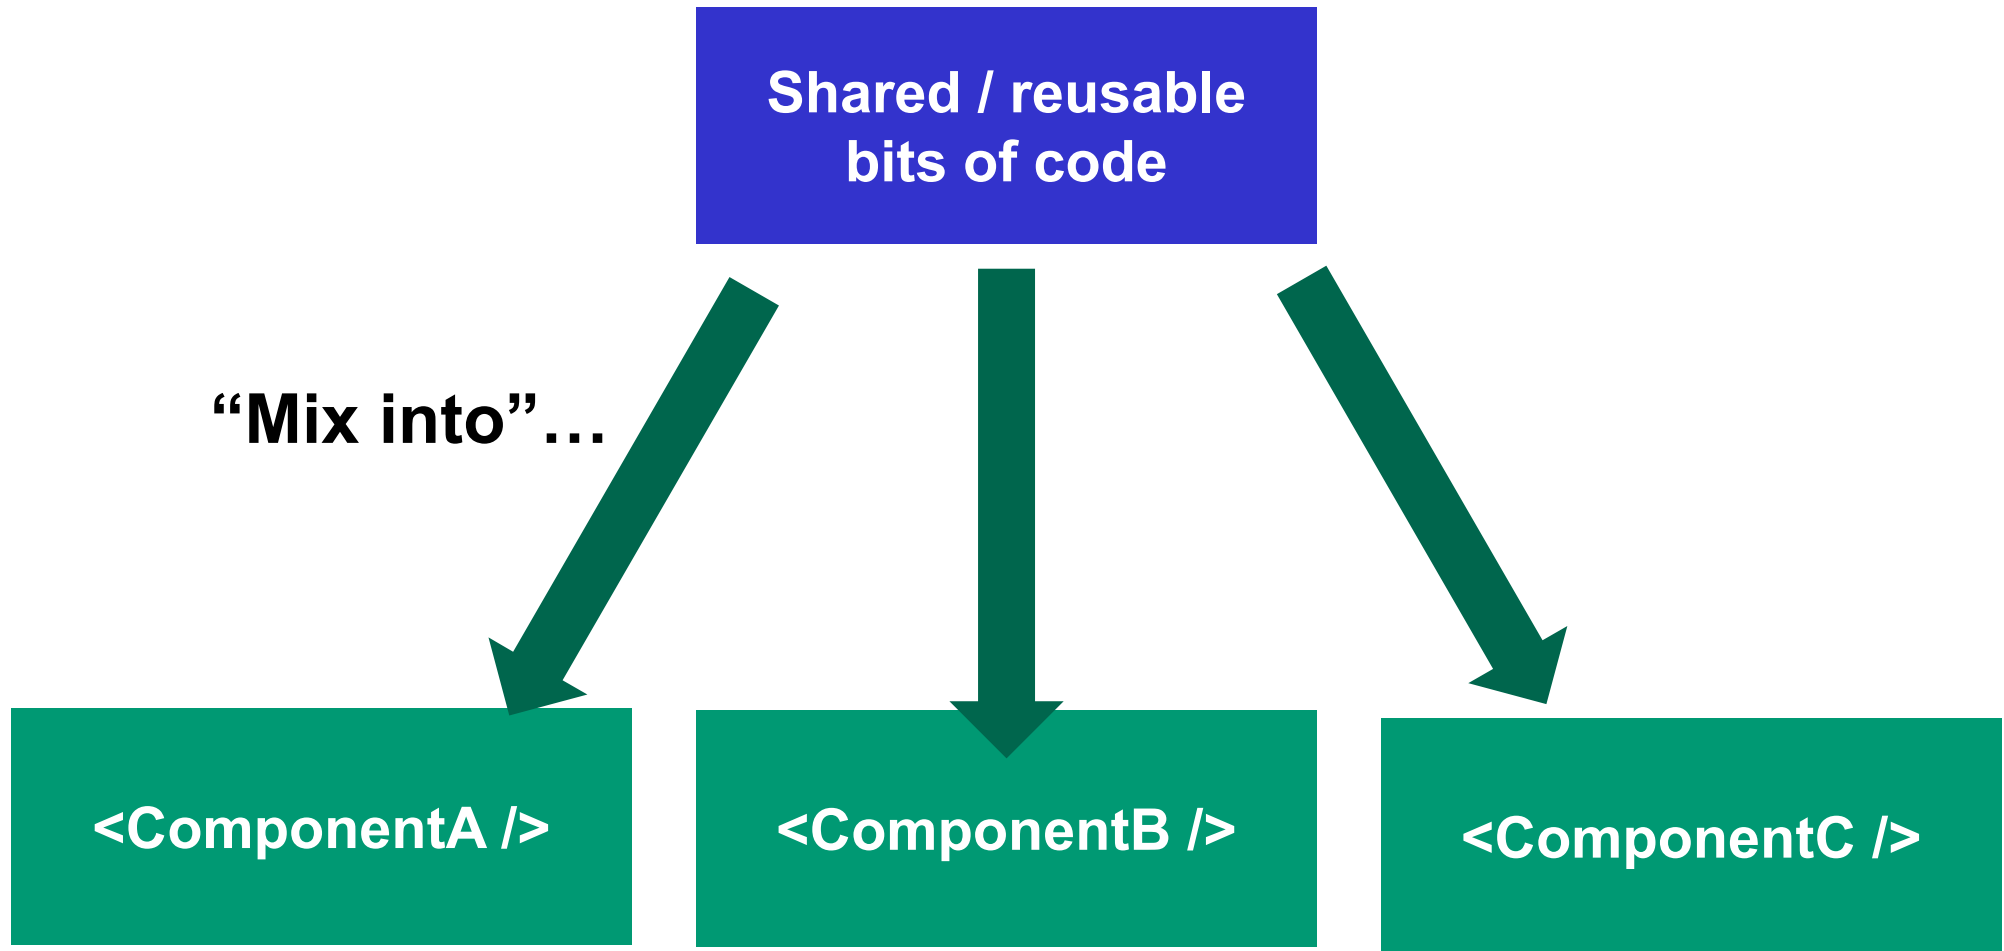 Shared / reusable
bits of code
“Mix into”…
<ComponentA />
<ComponentB />
<ComponentC />